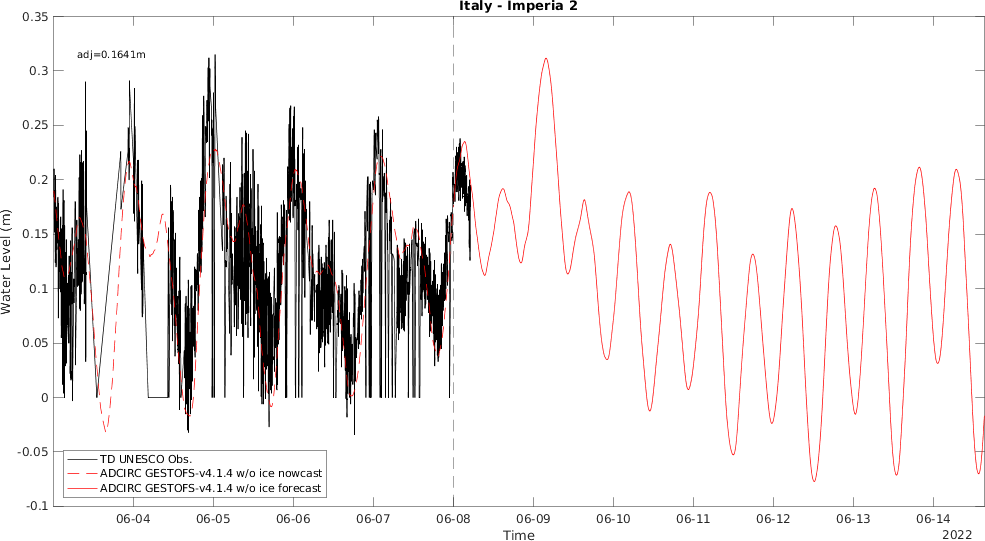 Italy - Imperia 2
0.35
adj=0.1641m
0.3
0.25
0.2
0.15
0.1
0.05
0
-0.05
-0.1
Water Level (m)
TD UNESCO Obs.
ADCIRC GESTOFS-v4.1.4 w/o ice nowcast
ADCIRC GESTOFS-v4.1.4 w/o ice forecast
06-04 06-05 06-06 06-07 06-08 06-09 06-10 06-11 06-12 06-13 06-14
Time
2022